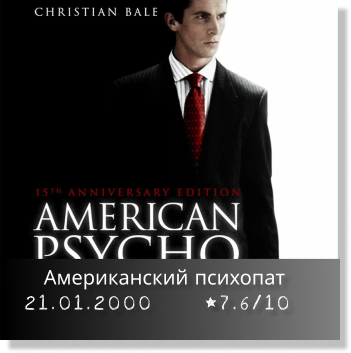 CHRISTIAN BALE
15TH ANNIVERSARY EDITION
AMERICAN
PSYCHO
Американский психопат
21.01.2000 ★7.6/10